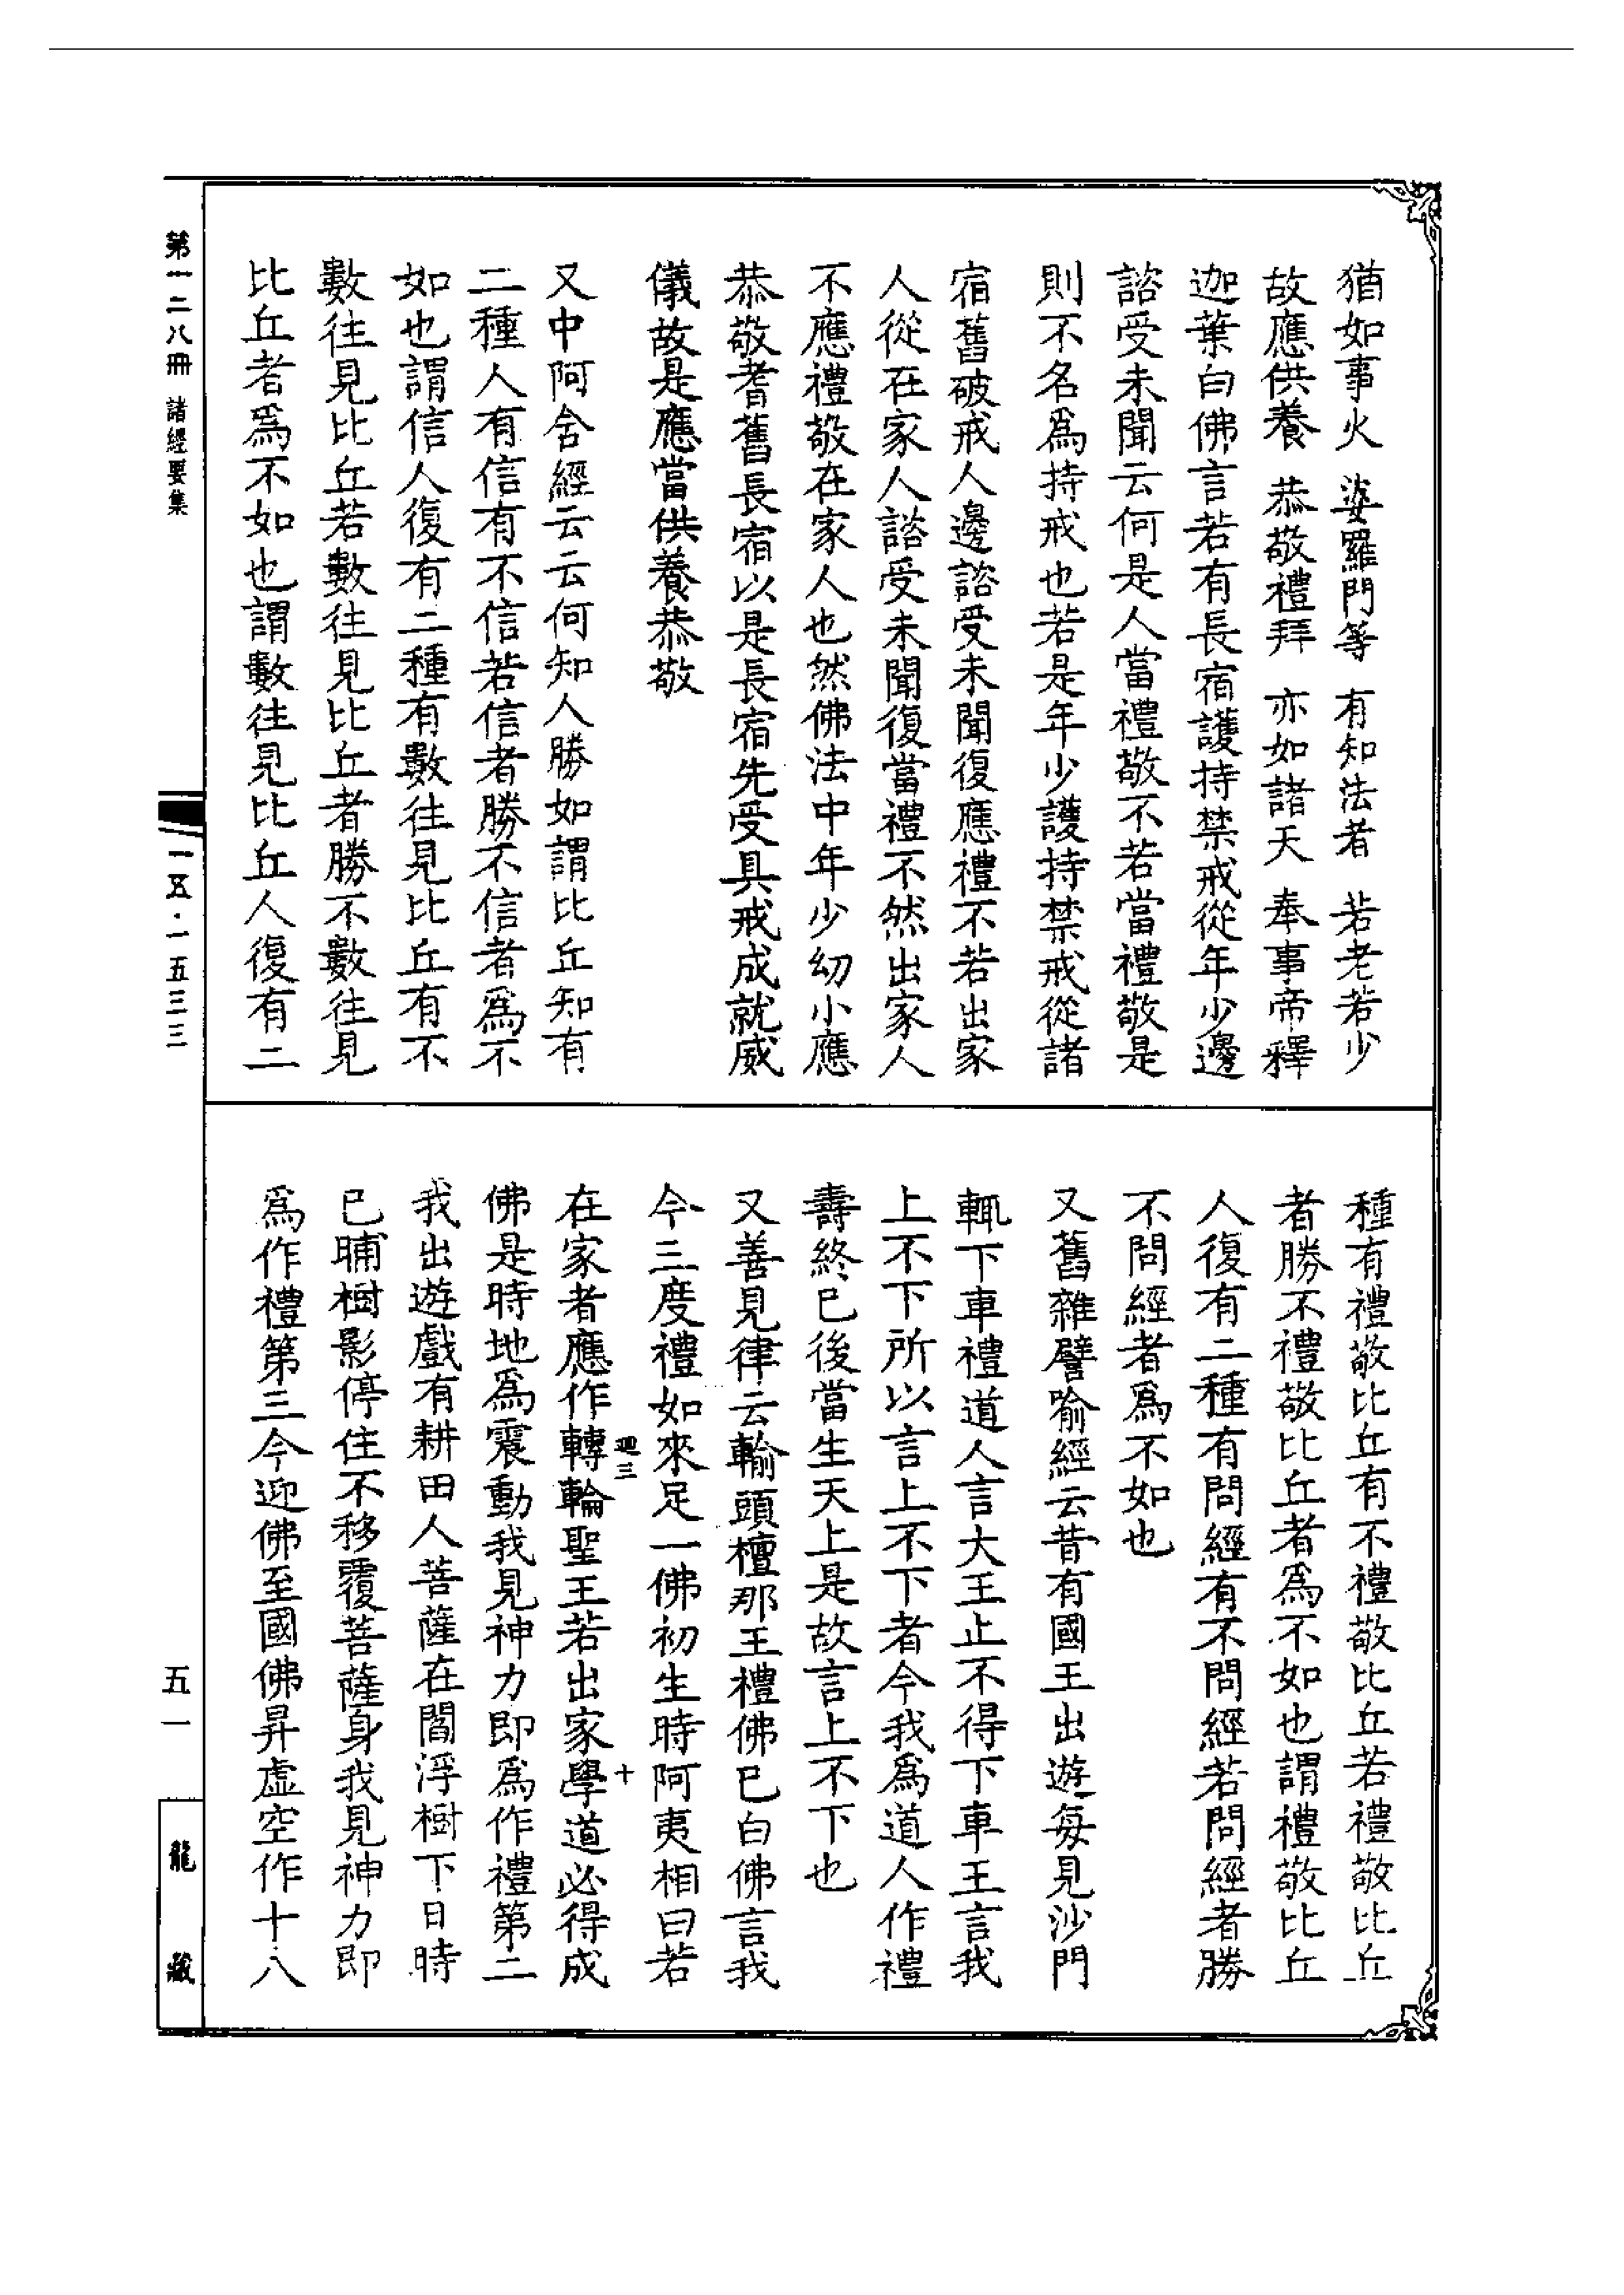 猶如事火　婆羅門等　有知法者　若老若少
故應供養　恭敬禮拜　亦如諸天　奉事帝釋
迦葉白佛言若有長宿護持禁戒從年少邊
諮受未聞云何是人當禮敬不若當禮敬是
則不名爲持戒也若是年少護持禁戒從諸
宿舊破戒人邊諮受未聞復應禮不若出家
人從在家人諮受未聞復當禮不然出家人
不應禮敬在家人也然佛法中年少幼小應
恭敬耆舊長宿以是長宿先受具戒成就威
儀故是應當供養恭敬
又中阿含經云云何知人勝如謂比丘知有
二種人有信有不信若信者勝不信者爲不
如也謂信人復有二種有數往見比丘有不
數往見比丘若數往見比丘者勝不數往見
比丘者爲不如也謂數往見比丘人復有二
種有禮敬比丘有不禮敬比丘若禮敬比丘
者勝不禮敬比丘者爲不如也謂禮敬比丘
人復有二種有問經有不問經若問經者勝
不問經者爲不如也
又舊雜譬喻經云昔有國王出遊每見沙門
輒下車禮道人言大王止不得下車王言我
上不下所以言上不下者今我爲道人作禮
壽終已後當生天上是故言上不下也
又善見律云輸頭檀那王禮佛已白佛言我
今三度禮如來足一佛初生時阿夷相曰若
迴三
十
在家者應作轉輪聖王若出家學道必得成
佛是時地爲震動我見神力即爲作禮第二
我出遊戲有耕田人菩薩在閻浮樹下日時
已晡樹影停住不移覆菩薩身我見神力即
爲作禮第三今迎佛至國佛昇虛空作十八
第一二八冊　諸經要集
一五·一五三三
五一
龍藏